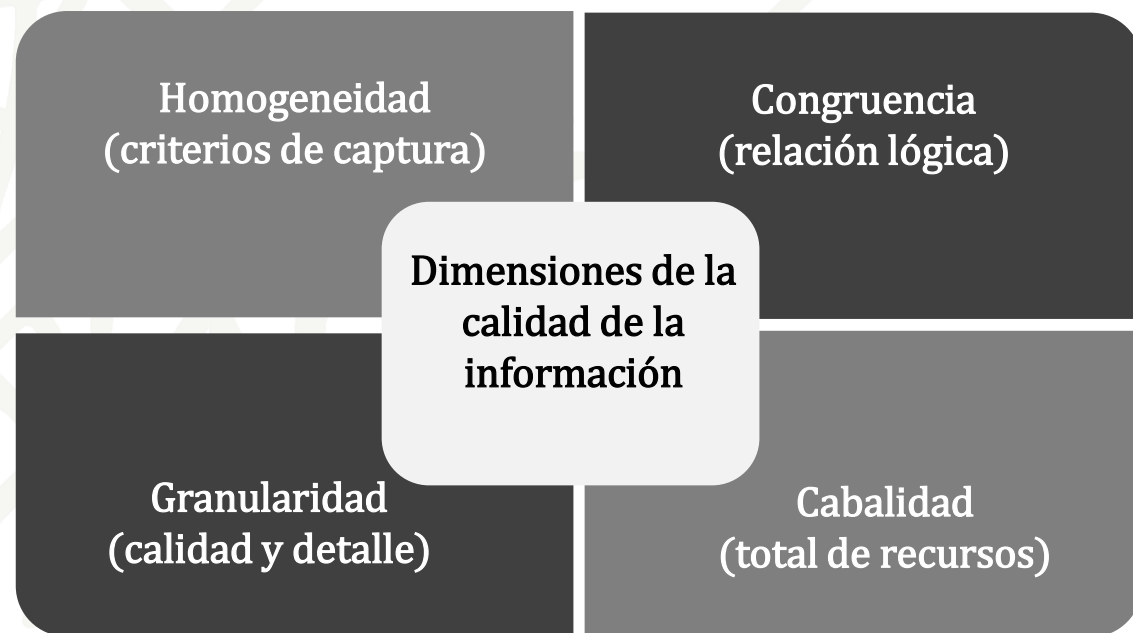 Homogeneidad
(criterios de captura)
Congruencia
(relación lógica)
Dimensiones de la
calidad de la
información
Granularidad
(calidad y detalle)
Cabalidad
(total de recursos)